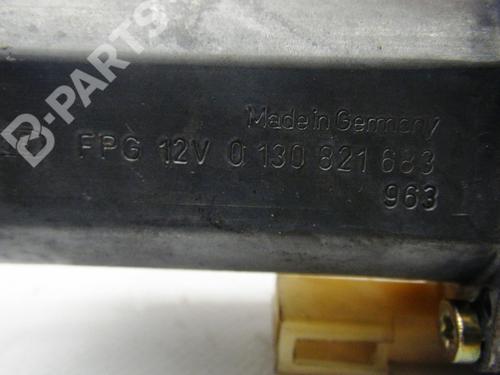 B-PARTS
Made in Germany
FPG 12V 0 130 821 683
963